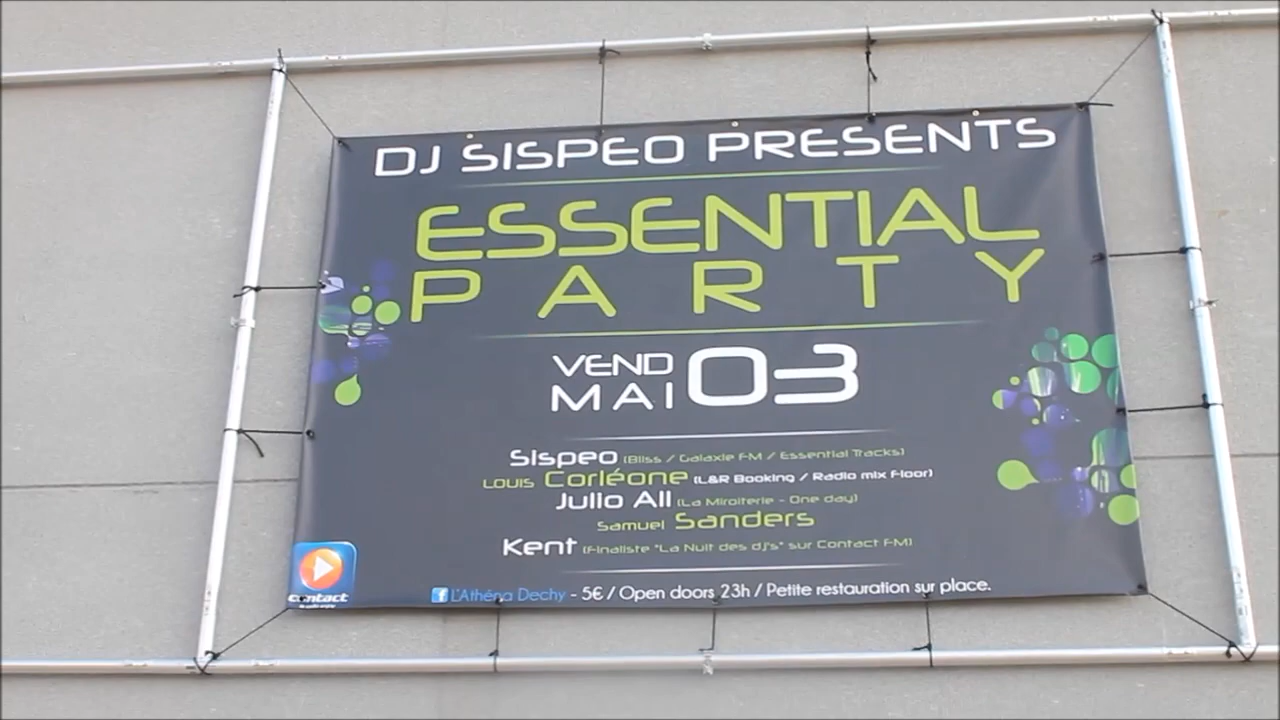 DJ SISPEO PRESENTS
ESSENTIAL
PARTY
VEND
MAI 03
Sispeo (Bliss / Galaxie FM / Essential Tracks)
Louis Corléone (L&R Booking / Radio mix Floor)
Julio All (La Miroiterie - One day)
Samuel Sanders
Kent (Finaliste "La Nuit des dj's" sur Contact FM)
contact
f L'Athéna Dechy - 5€ / Open doors 23h / Petite restauration sur place.